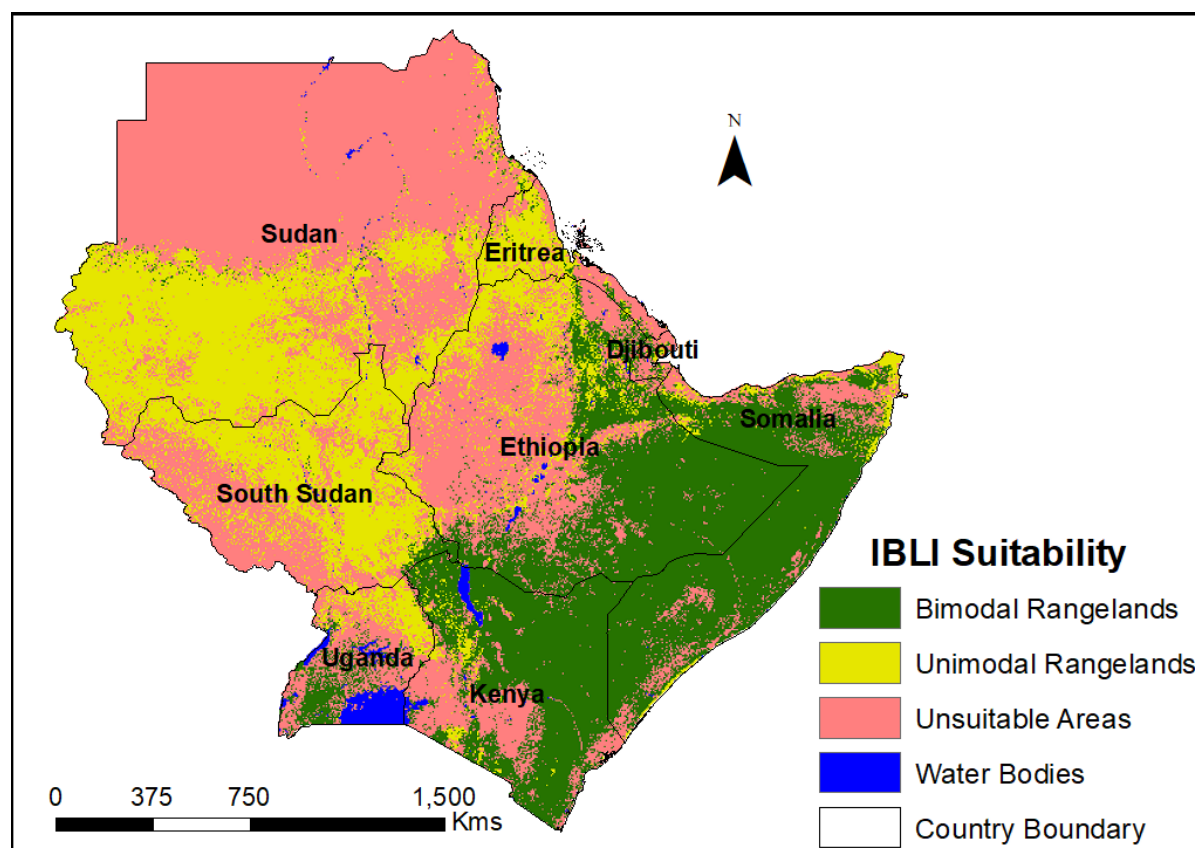 N
Sudan
Eritrea
Djibouti
Somalia
Ethiopia
South Sudan
Uganda
Kenya
IBLI Suitability
Bimodal Rangelands
Unimodal Rangelands
Unsuitable Areas
Water Bodies
Country Boundary
0 375 750 1,500
Kms